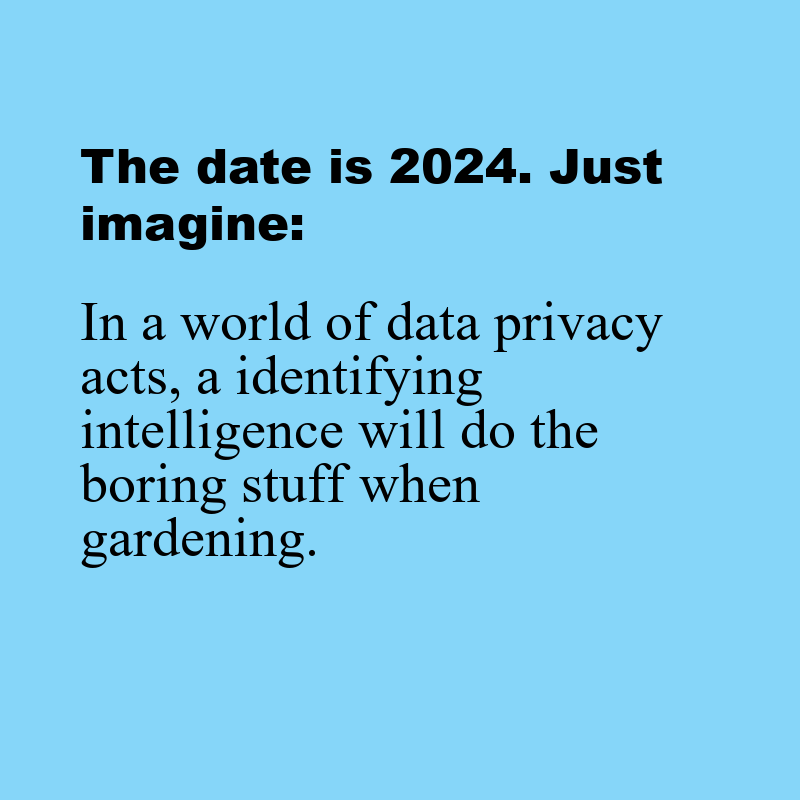 The date is 2024. Just
imagine:
In a world of data privacy
acts, a identifying
intelligence will do the
boring stuff when
gardening.